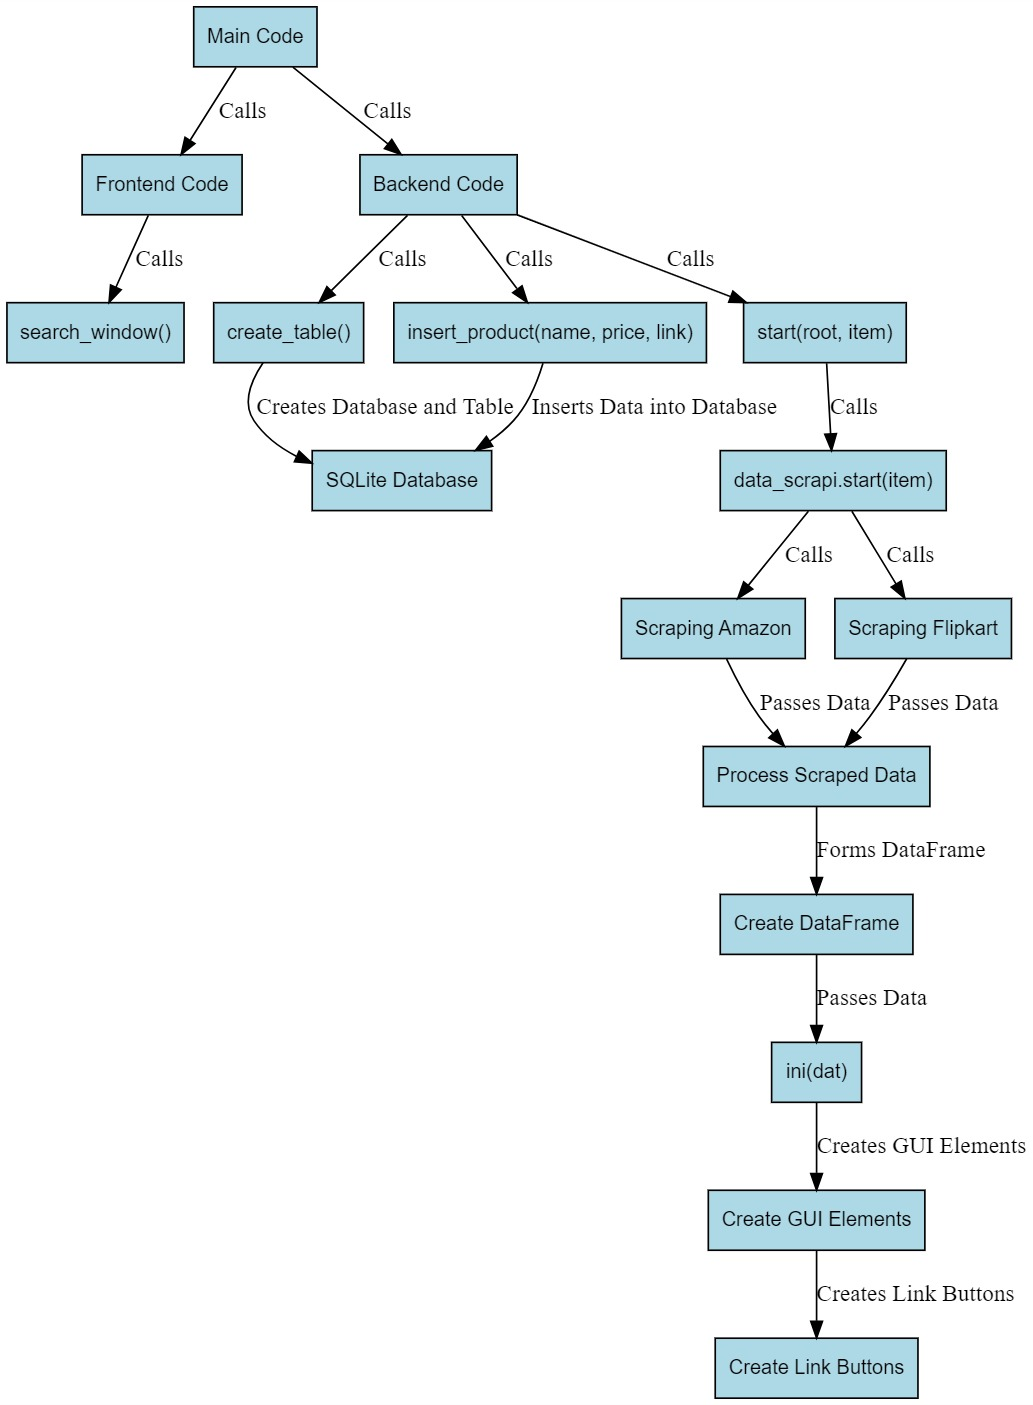 Main Code
Calls
Calls
Frontend Code
Backend Code
Calls
Calls
Calls
Calls
search_window()
create_table()
insert_product(name, price, link)
start(root, item)
Creates Database and Table
Inserts Data into Database
Calls
SQLite Database
data_scrapi.start(item)
Calls
Calls
Scraping Amazon
Scraping Flipkart
Passes Data
Passes Data
Process Scraped Data
Forms DataFrame
Create DataFrame
Passes Data
ini(dat)
Creates GUI Elements
Create GUI Elements
Creates Link Buttons
Create Link Buttons